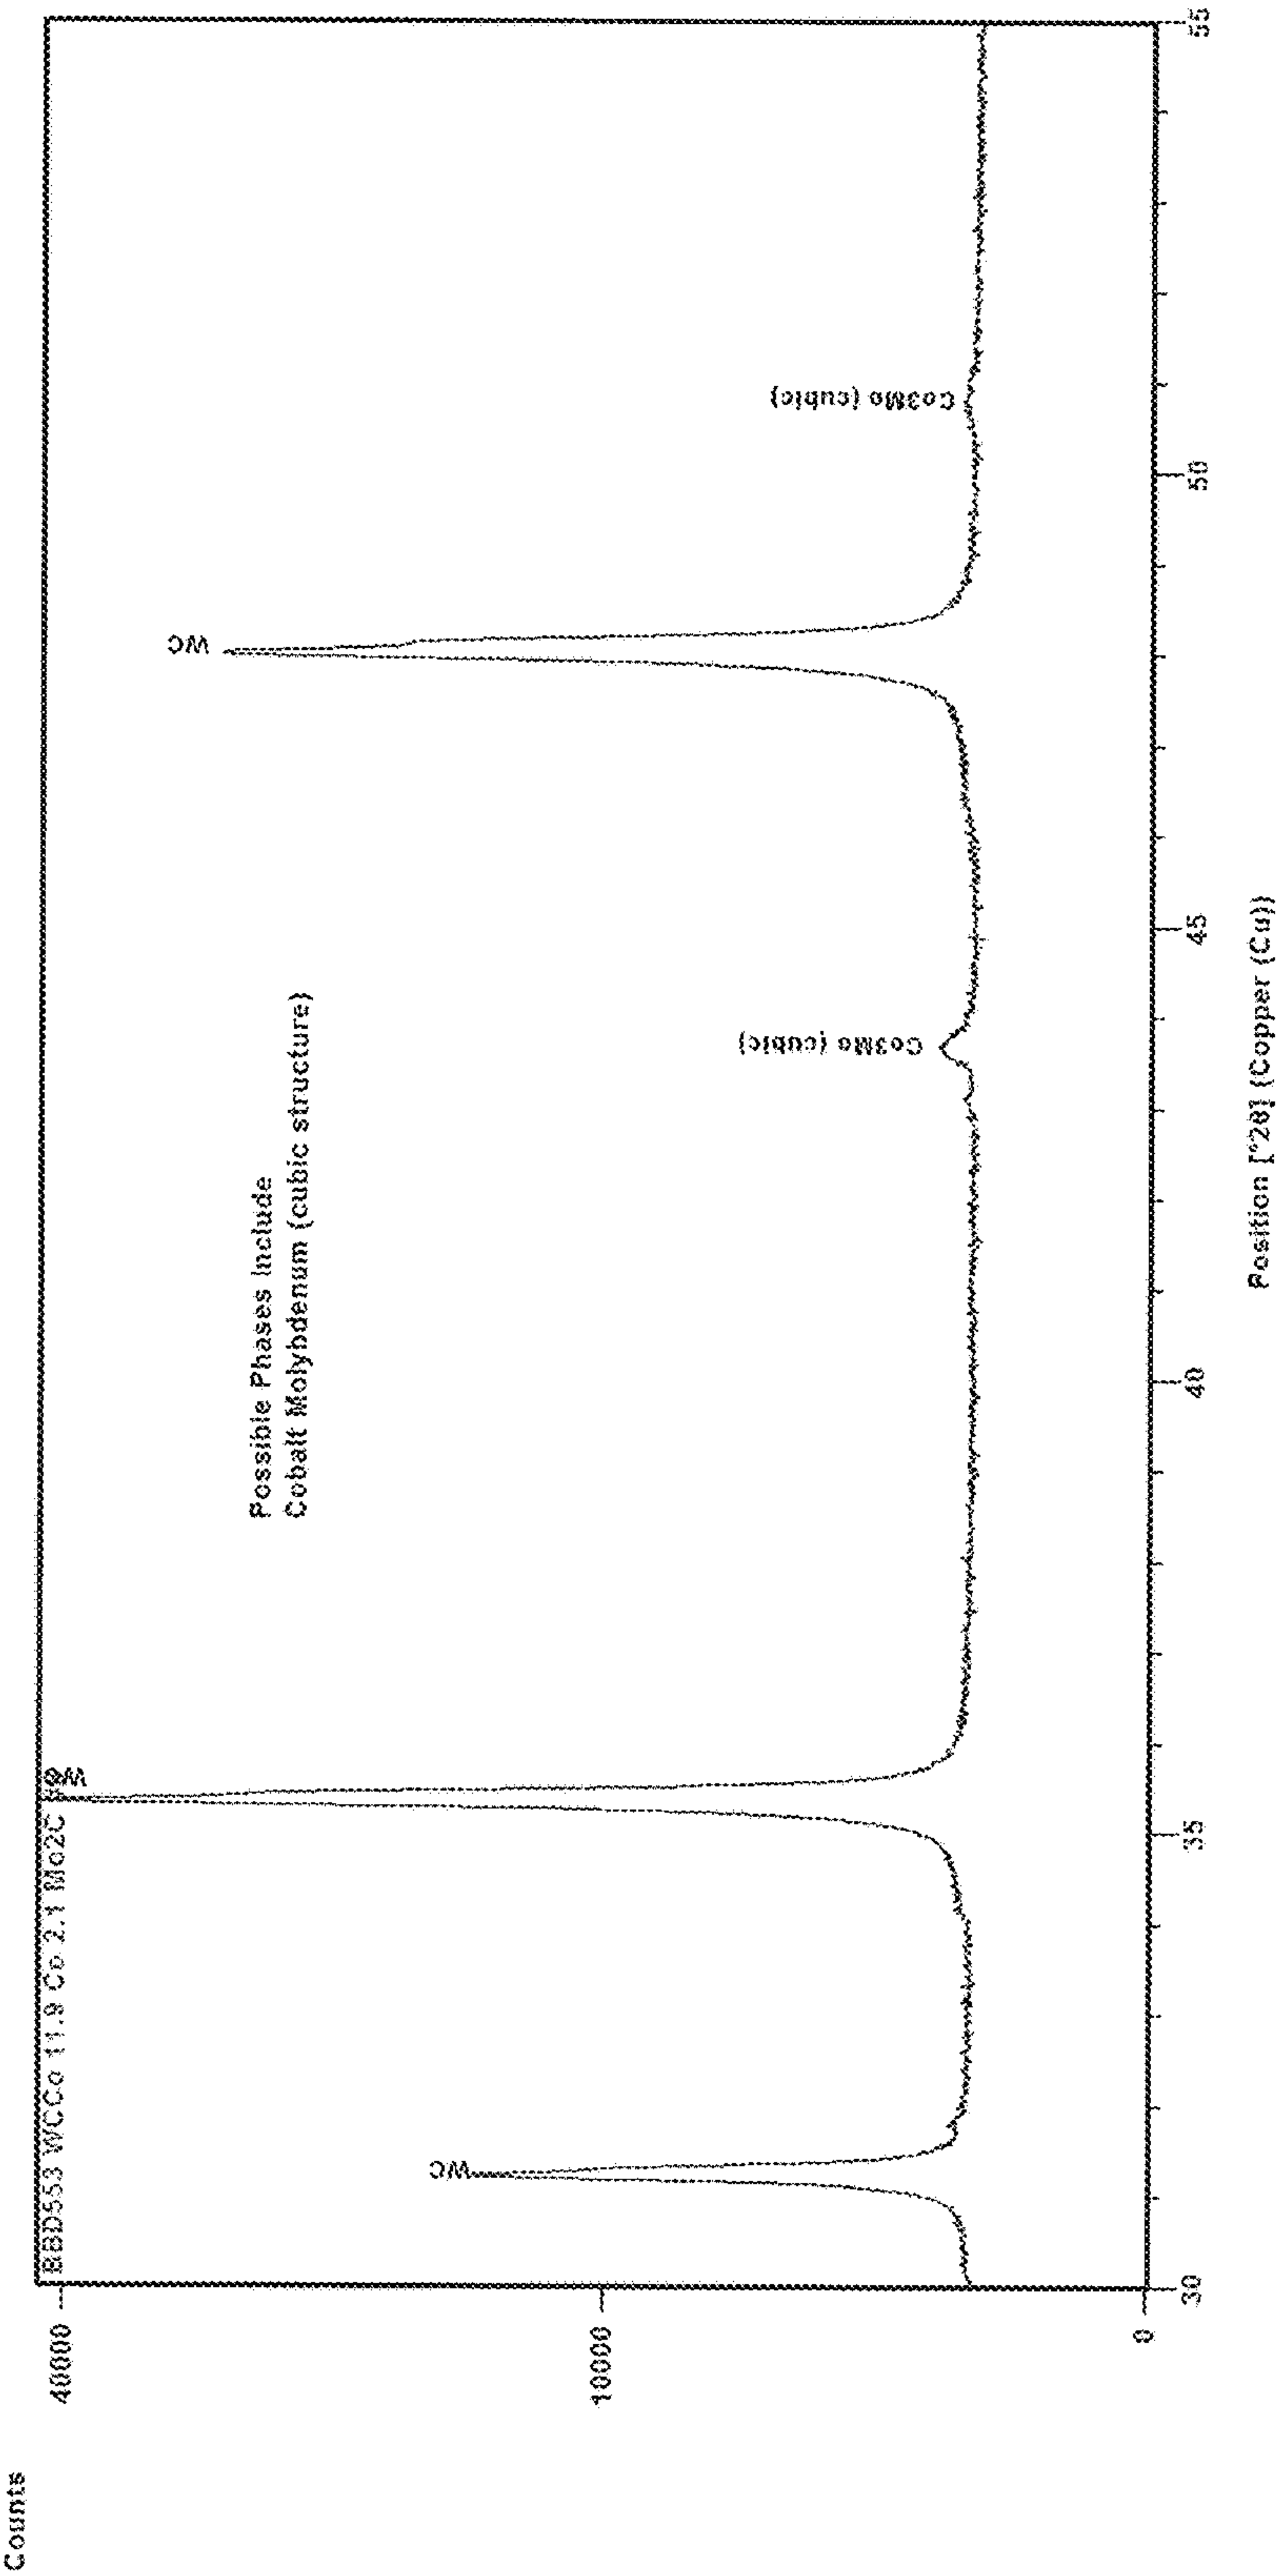 Counts
BBD553 WCCo 11.9 Co 2.1 Mo2C
40000
10000
0
WC
WC
Co3Mo (cubic)
Co3Mo (cubic)
Possible Phases Include
Cobalt Molybdenum (cubic structure)
30
35
40
45
50
55
Position [°2θ] (Copper (Cu))